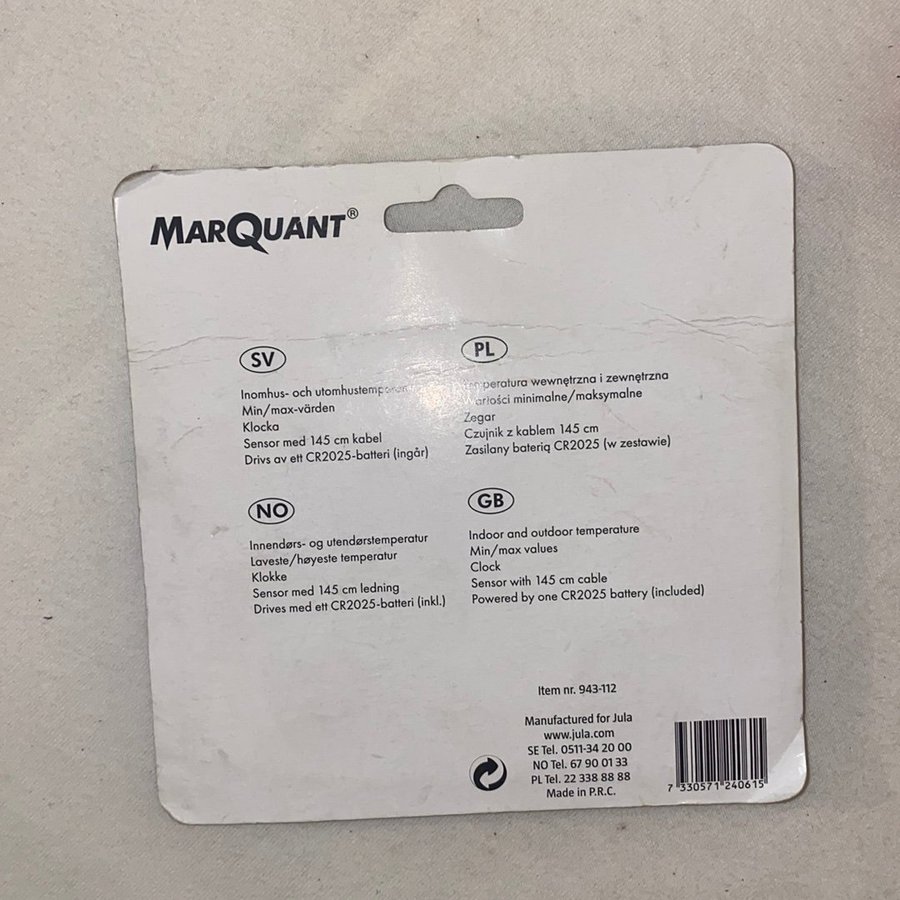 MARQUANT®
SV
Inomhus- och
Min/max-värden
Klocka
Sensor med 145 cm kabel
Drivs av ett CR2025-batteri (ingår)
PL
wewnętrzna i zewnętrzna
minimalne/maksymalne
Zegar
Czujnik z kablem 145 cm
Zasilany baterią CR2025 (w zestawie)
NO
Innendørs- og utendørstemperatur
Laveste/høyeste temperatur
Klokke
Sensor med 145 cm ledning
Drives med ett CR2025-batteri (inkl.)
GB
Indoor and outdoor temperature
Min/max values
Clock
Sensor with 145 cm cable
Powered by one CR2025 battery (included)
Item nr. 943-112
Manufactured for Jula
www.jula.com
SE Tel. 0511-34 20 00
NO Tel. 67 90 01 33
PL Tel. 22 338 88 88
Made in P.R.C.
7 330571 240615